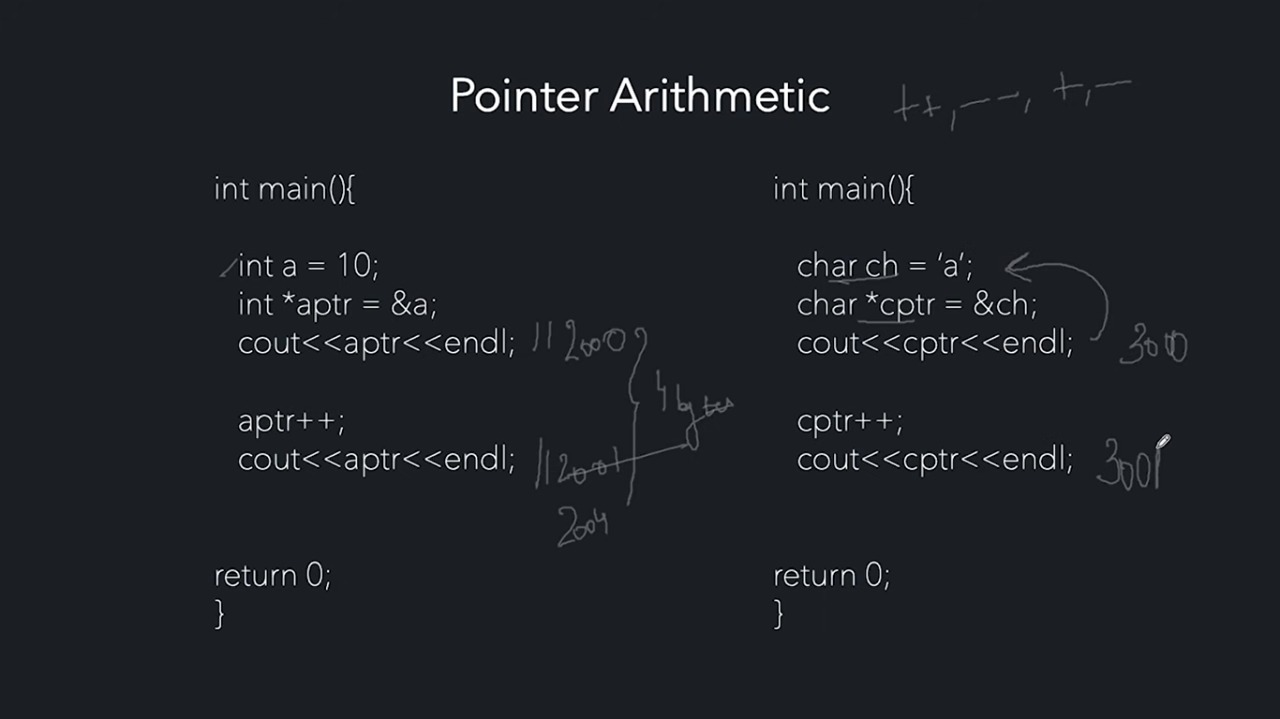 Pointer Arithmetic ++, --, +, -
int main(){
int a = 10;
int *aptr = &a;
cout<<aptr<<endl; // 2000
4 bytes
aptr++;
cout<<aptr<<endl; // 2001
2004
return 0;
}
int main(){
char ch = ‘a’;
char *cptr = &ch;
cout<<cptr<<endl; 3000
cptr++;
cout<<cptr<<endl; 3001
return 0;
}